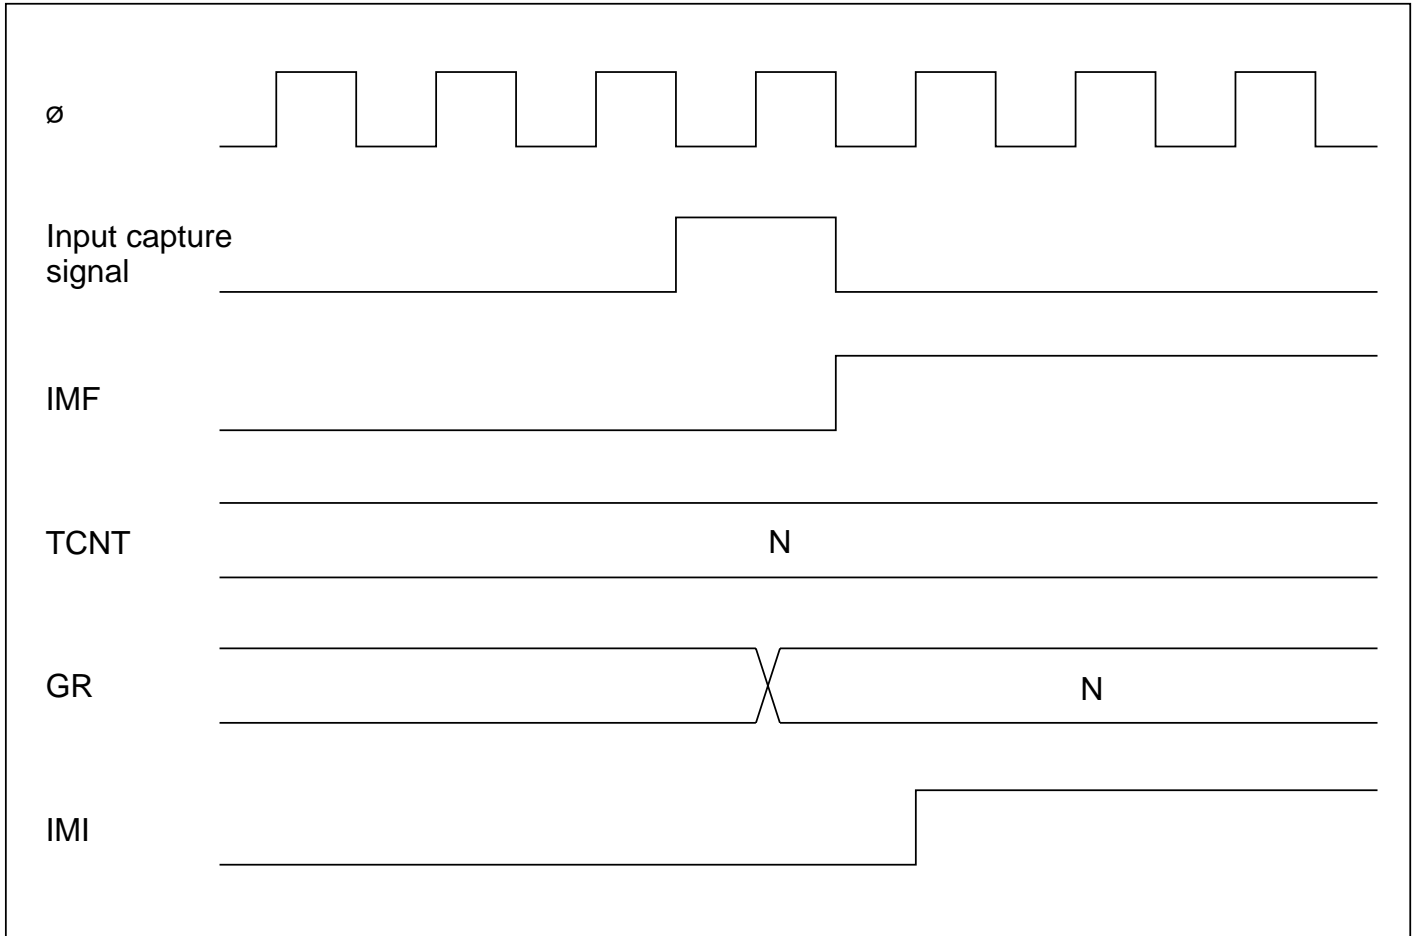 ø
Input capture
signal
IMF
TCNT
N
GR
N
IMI